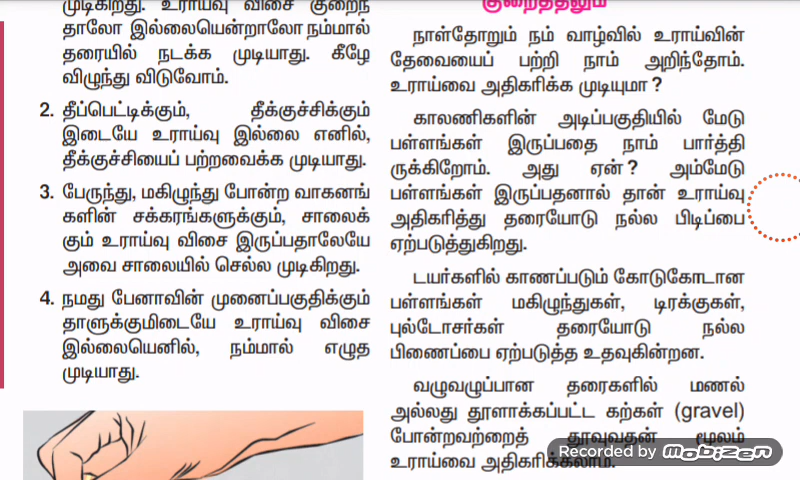 முடிகிறது. உராய்வு விசை குறைந்
தாலோ இல்லையென்றாலோ நம்மால்
தரையில் நடக்க முடியாது. கீழே
விழுந்து விடுவோம்.
2. தீப்பெட்டிக்கும், தீக்குச்சிக்கும்
இடையே உராய்வு இல்லை எனில்,
தீக்குச்சியைப் பற்றவைக்க முடியாது.
3. பேருந்து, மகிழுந்து போன்ற வாகனங்
களின் சக்கரங்களுக்கும், சாலைக்
கும் உராய்வு விசை இருப்பதாலேயே
அவை சாலையில் செல்ல முடிகிறது.
4. நமது பேனாவின் முனைப்பகுதிக்கும்
தாளுக்குமிடையே உராய்வு விசை
இல்லையெனில், நம்மால் எழுத
முடியாது.
குறைத்தலும்
நாள்தோறும் நம் வாழ்வில் உராய்வின்
தேவையைப் பற்றி நாம் அறிந்தோம்.
உராய்வை அதிகரிக்க முடியுமா ?
காலணிகளின் அடிப்பகுதியில் மேடு
பள்ளங்கள் இருப்பதை நாம் பார்த்தி
ருக்கிறோம். அது ஏன் ? அம்மேடு
பள்ளங்கள் இருப்பதனால் தான் உராய்வு
அதிகரித்து தரையோடு நல்ல பிடிப்பை
ஏற்படுத்துகிறது.
டயர்களில் காணப்படும் கோடுகோடான
பள்ளங்கள் மகிழுந்துகள், டிரக்குகள்,
புல்டோசர்கள் தரையோடு நல்ல
பிணைப்பை ஏற்படுத்த உதவுகின்றன.
வழுவழுப்பான தரைகளில் மணல்
அல்லது தூளாக்கப்பட்ட கற்கள் (gravel)
போன்றவற்றைத் தூவுவதன் மூலம்
உராய்வை அதிகரிக்கலாம்.
Recorded by Mobizen